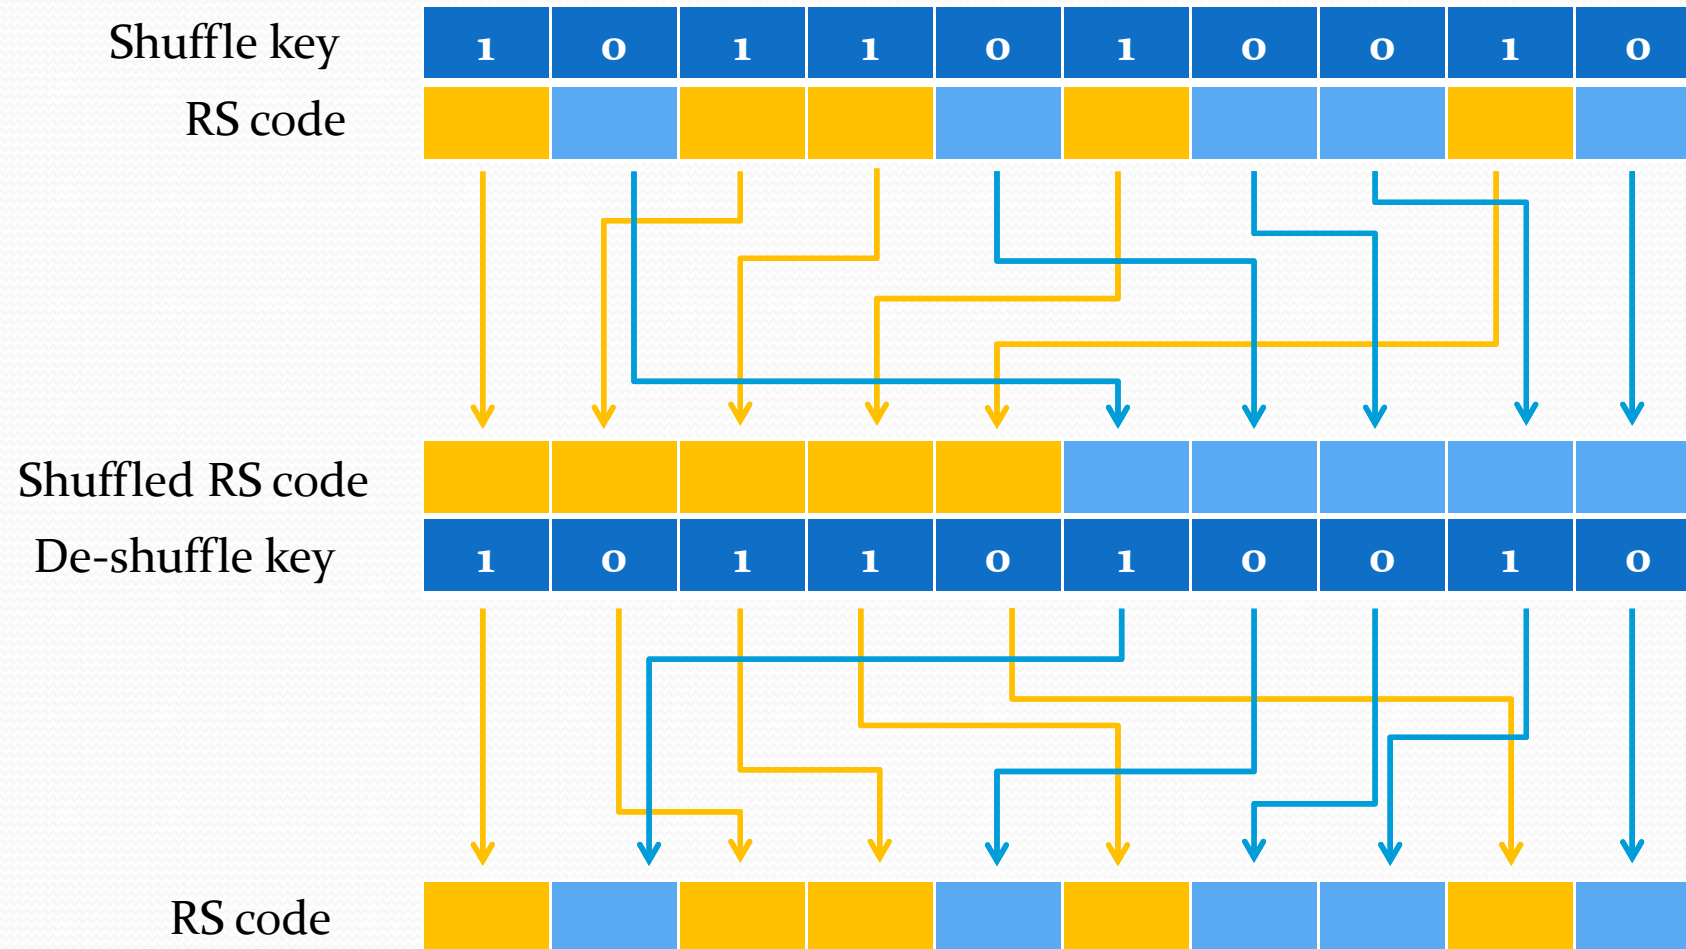 Shuffle key 1 0 1 1 0 1 0 0 1 0
RS code
Shuffled RS code
De-shuffle key 1 0 1 1 0 1 0 0 1 0
RS code